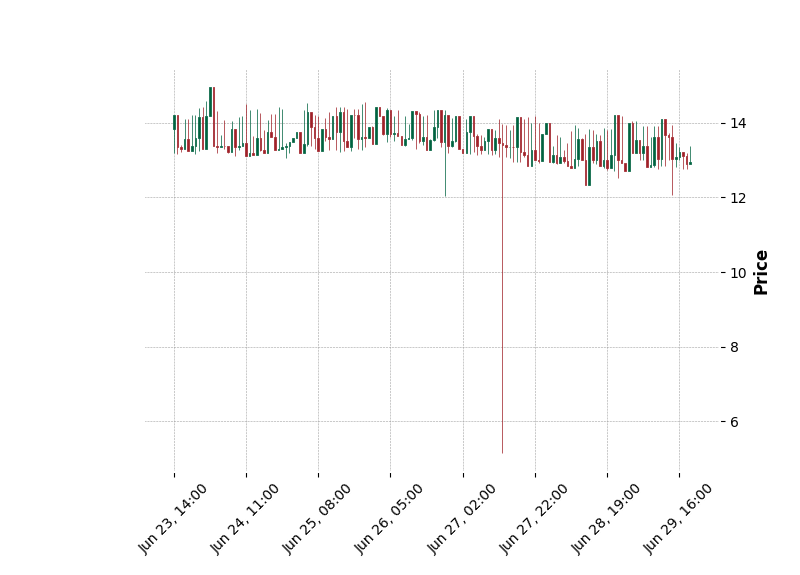 14
12
10
8
6
Price
Jun 23, 14:00
Jun 24, 11:00
Jun 25, 08:00
Jun 26, 05:00
Jun 27, 02:00
Jun 27, 22:00
Jun 28, 19:00
Jun 29, 16:00